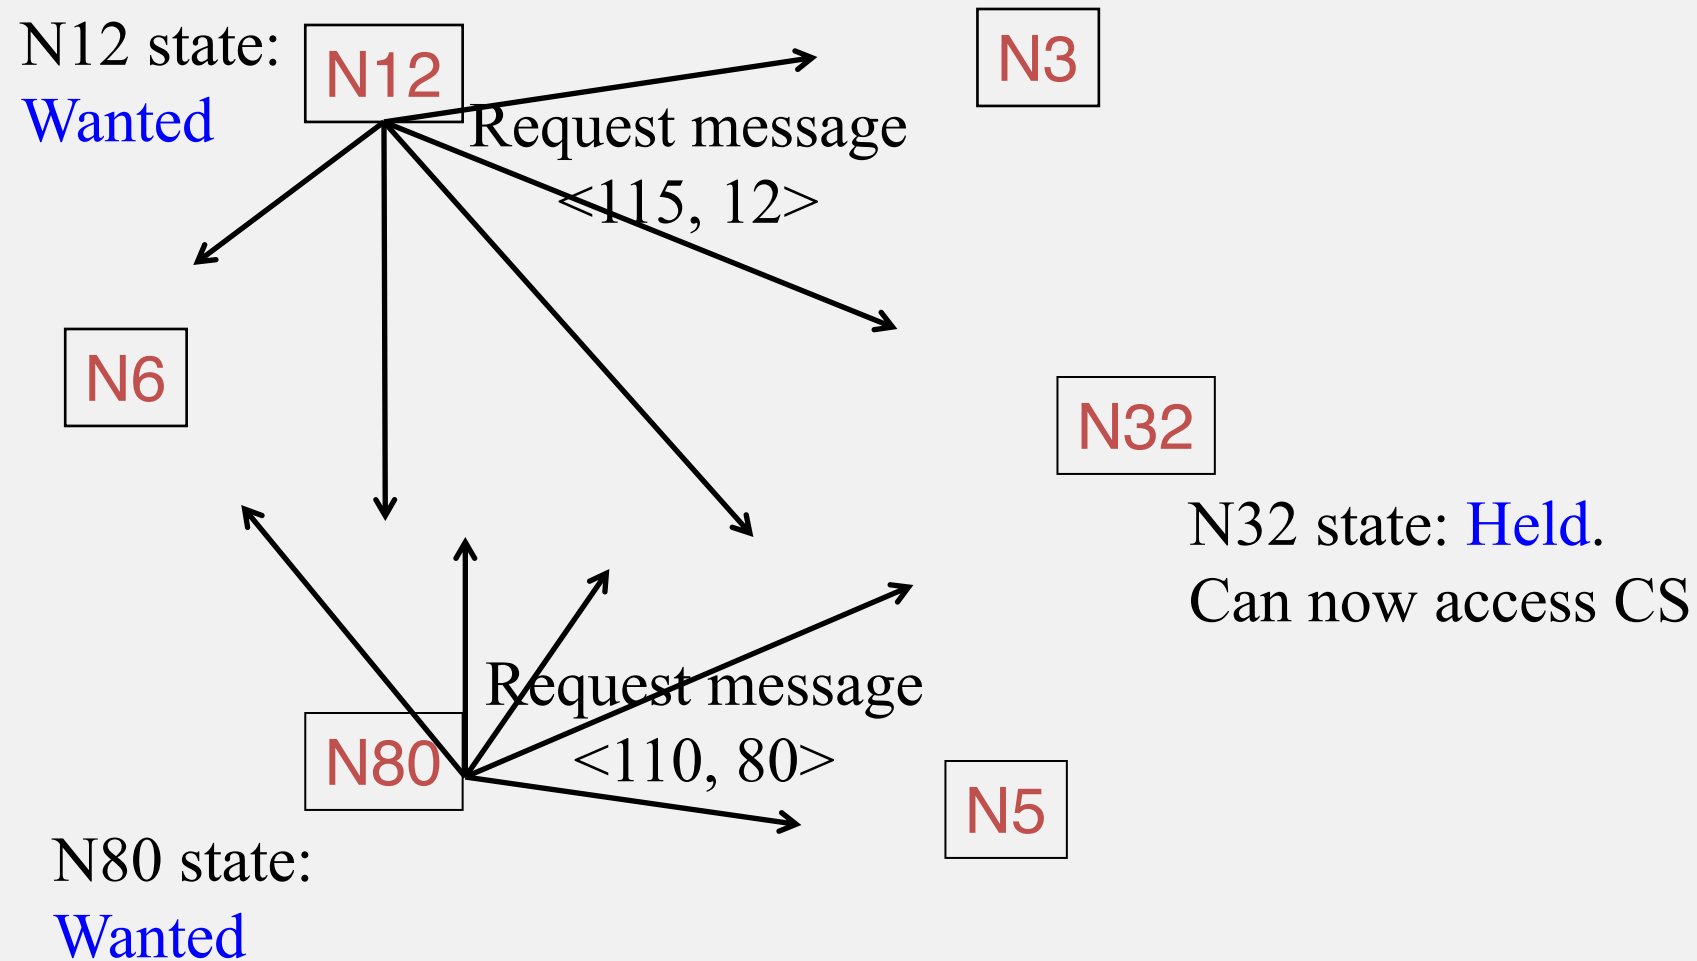 N12 state:
Wanted
N12
N3
Request message
<115, 12>
N6
N32
N32 state: Held.
Can now access CS
Request message
<110, 80>
N80
N5
N80 state:
Wanted